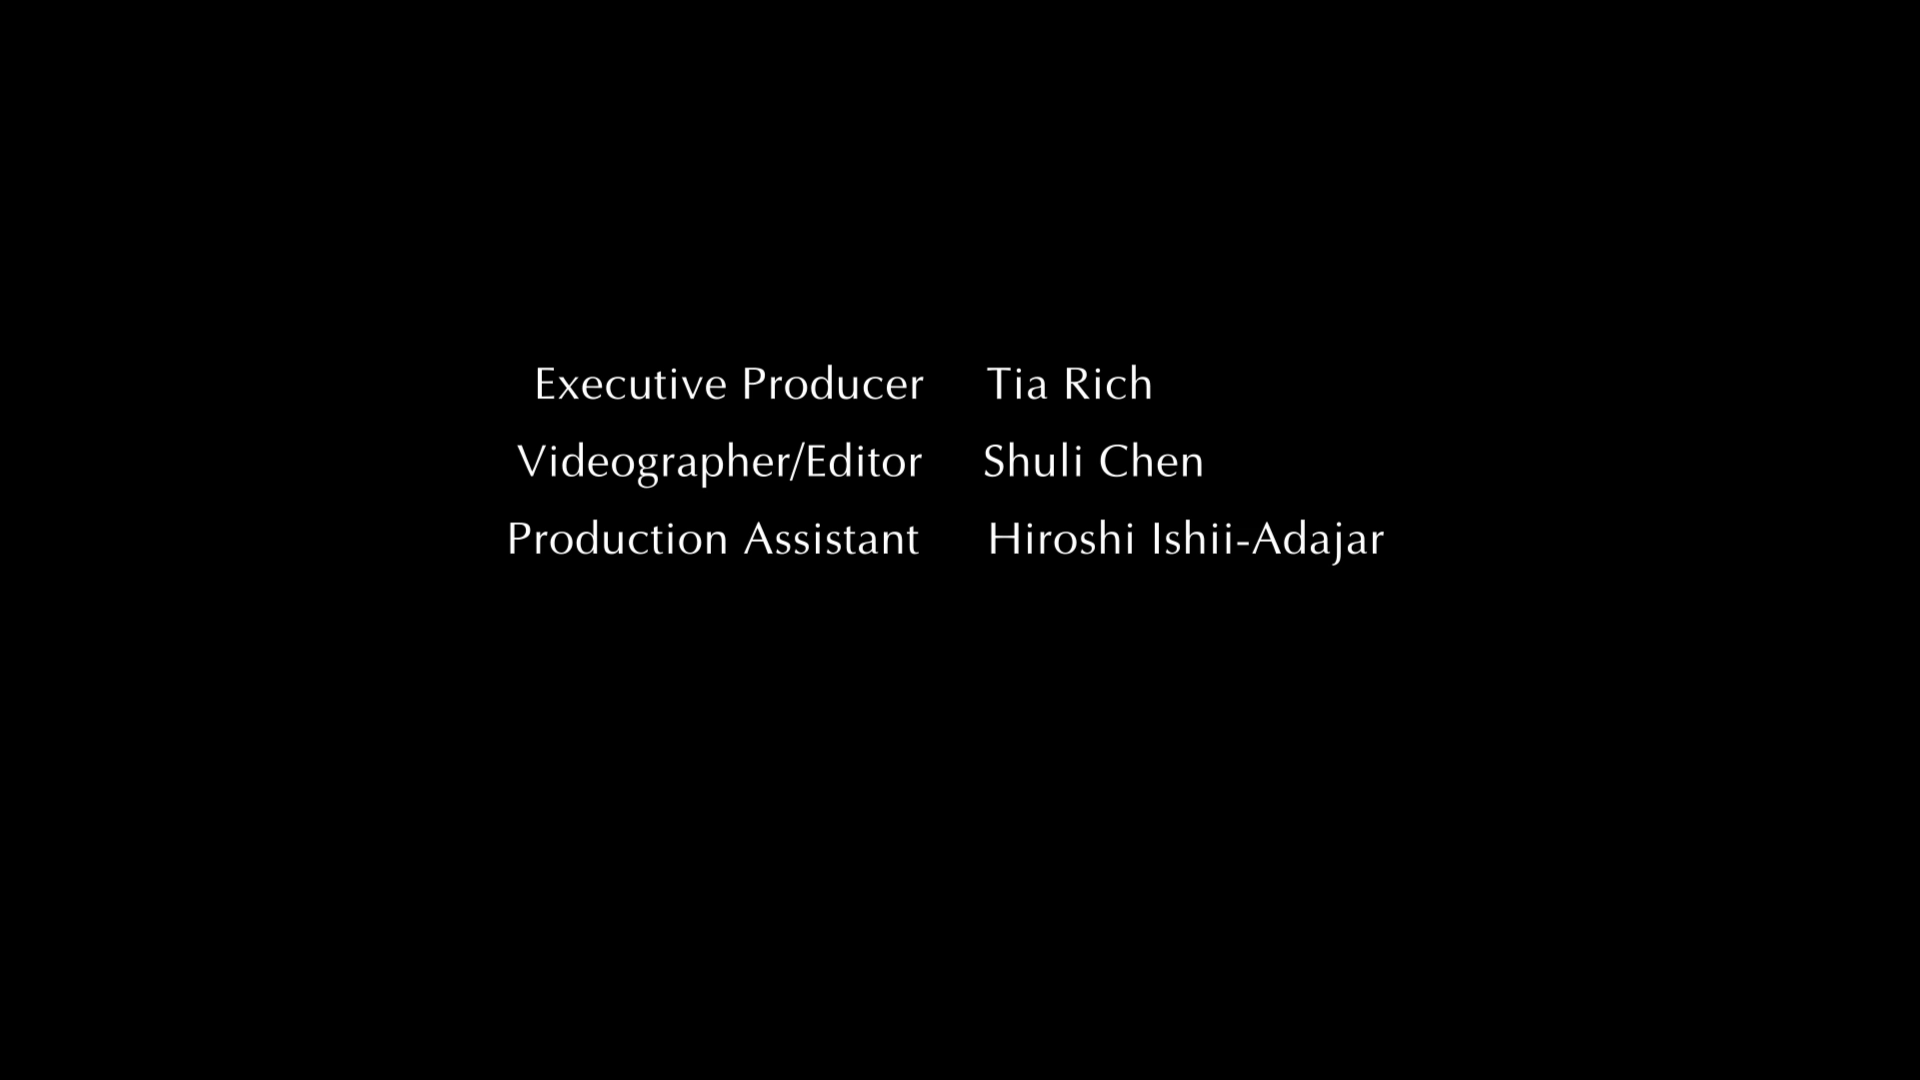 Executive Producer Tia Rich
Videographer/Editor Shuli Chen
Production Assistant Hiroshi Ishii-Adajar